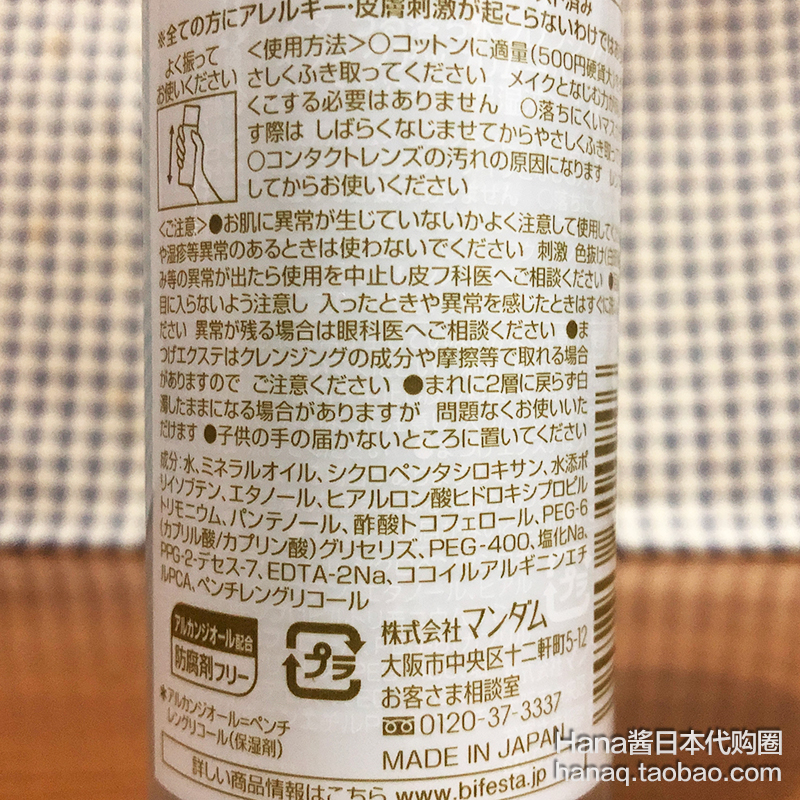 ト済み
※全ての方にアレルギー・皮膚刺激が起こらないわけでは
よく振って
お使いください
<使用方法>○コットンに適量(500円硬貨大)
さしくふき取ってください メイクとなじむ力が
くこする必要はありません ○落ちにくいマス
す際は しばらくなじませてからやさしくふき取っ
○コンタクトレンズの汚れの原因になります
してからお使いください
<ご注意>●お肌に異常が生じていないかよく注意して使用して
や湿疹等異常のあるときは使わないでください 刺激 色抜け(白斑
み等の異常が出たら使用を中止し皮フ科医へご相談ください●
目に入らないよう注意し 入ったときや異常を感じたときはすぐに
ださい 異常が残る場合は眼科医へご相談ください ●ま
つげエクステはクレンジングの成分や摩擦等で取れる場合
がありますので ご注意ください ●まれに2層に戻らず白
濁したままになる場合がありますが 問題なくお使いいた
だけます ●子供の手の届かないところに置いてください
成分:水、ミネラルオイル、シクロペンタシロキサン、水添ポ
リイソブテン、エタノール、ヒアルロン酸ヒドロキシプロピル
トリモニウム、パンテノール、酢酸トコフェロール、PEG-6
(カプリル酸/カプリン酸)グリセリズ、PEG-400、塩化Na、
PPG-2-デセス-7、EDTA-2Na、ココイルアルギニンエチ
ルPCA、ペンチレングリコール
アルカンジオール配合
防腐剤フリー
プラ
株式会社 マンダム
大阪市中央区十二軒町5-12
お客さま相談室
0120-37-3337
MADE IN JAPAN
*アルカンジオール=ペンチ
レングリコール(保湿剤)
詳しい商品情報はこちら www.bifesta.jp
Hana酱日本代购圈
hanaq.taobao.com